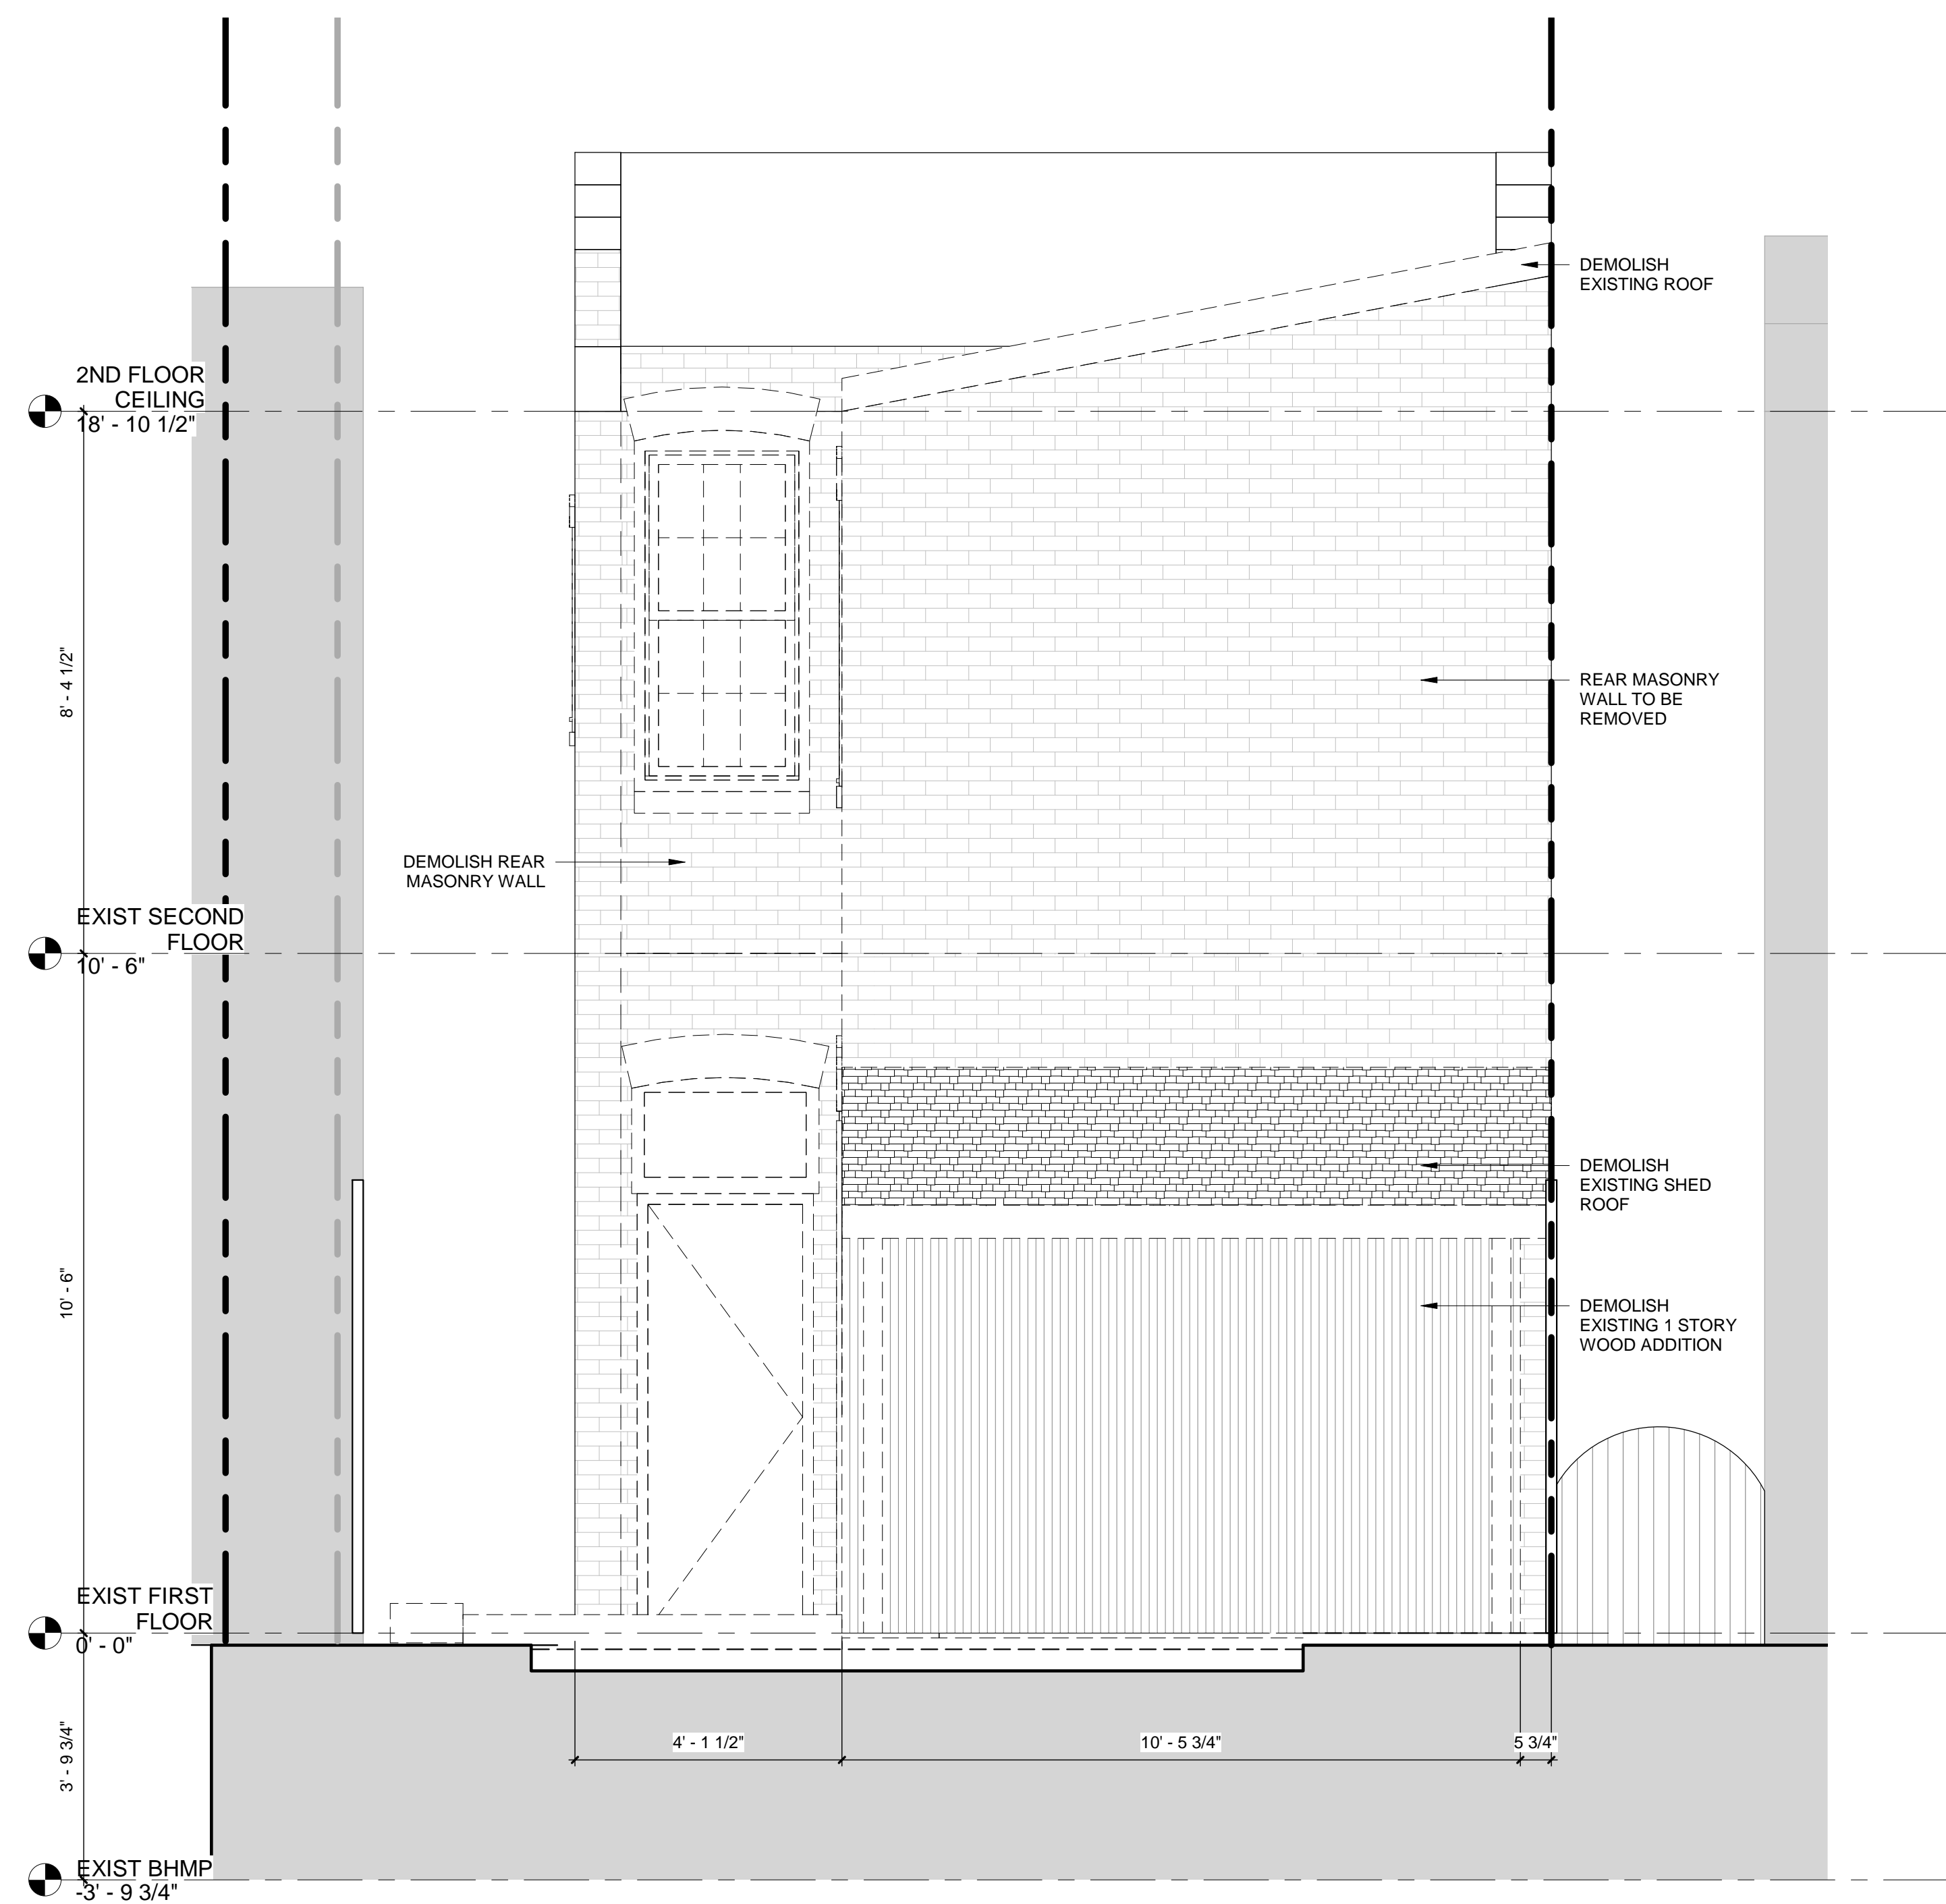 DEMOLISH
EXISTING ROOF
2ND FLOOR
CEILING
18' - 10 1/2"
8' - 4 1/2"
REAR MASONRY
WALL TO BE
REMOVED
DEMOLISH REAR
MASONRY WALL
EXIST SECOND
FLOOR
10' - 6"
DEMOLISH
EXISTING SHED
ROOF
10' - 6"
DEMOLISH
EXISTING 1 STORY
WOOD ADDITION
EXIST FIRST
FLOOR
0' - 0"
3' - 9 3/4"
4' - 1 1/2"
10' - 5 3/4"
5 3/4"
EXIST BHMP
-3' - 9 3/4"